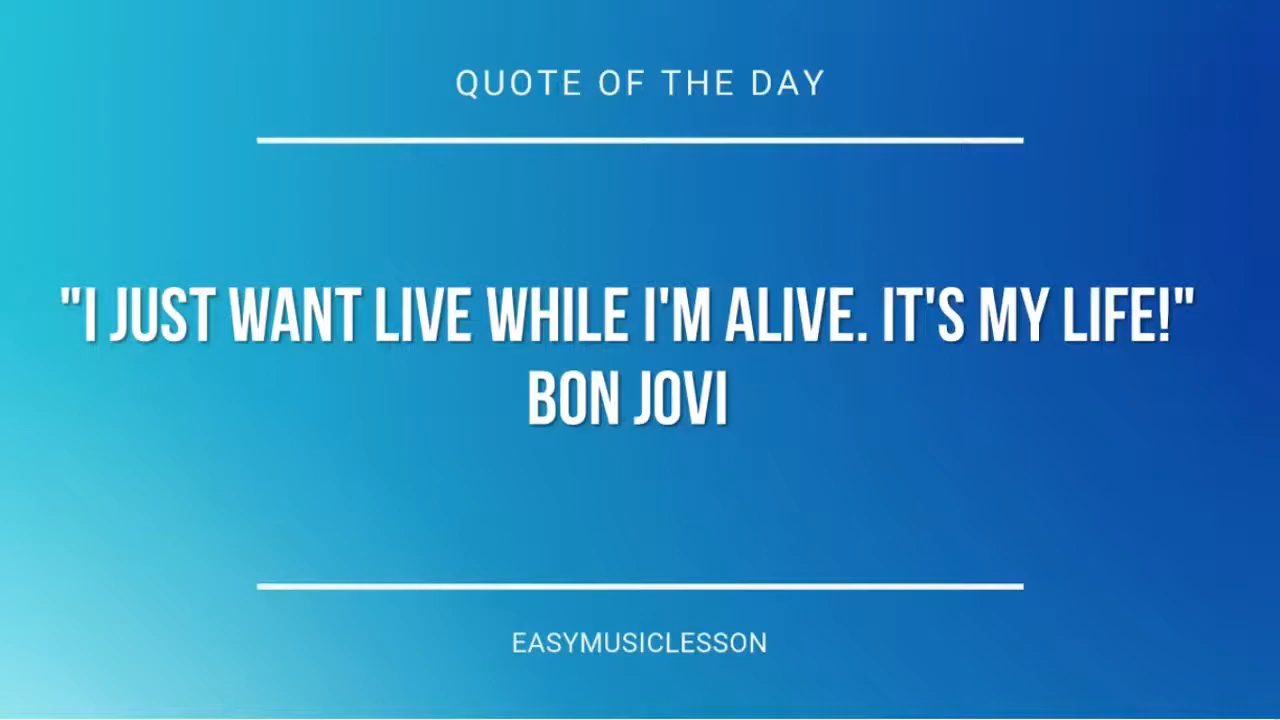 QUOTE OF THE DAY
"I JUST WANT LIVE WHILE I'M ALIVE. IT'S MY LIFE!"
BON JOVI
EASYMUSICLESSON